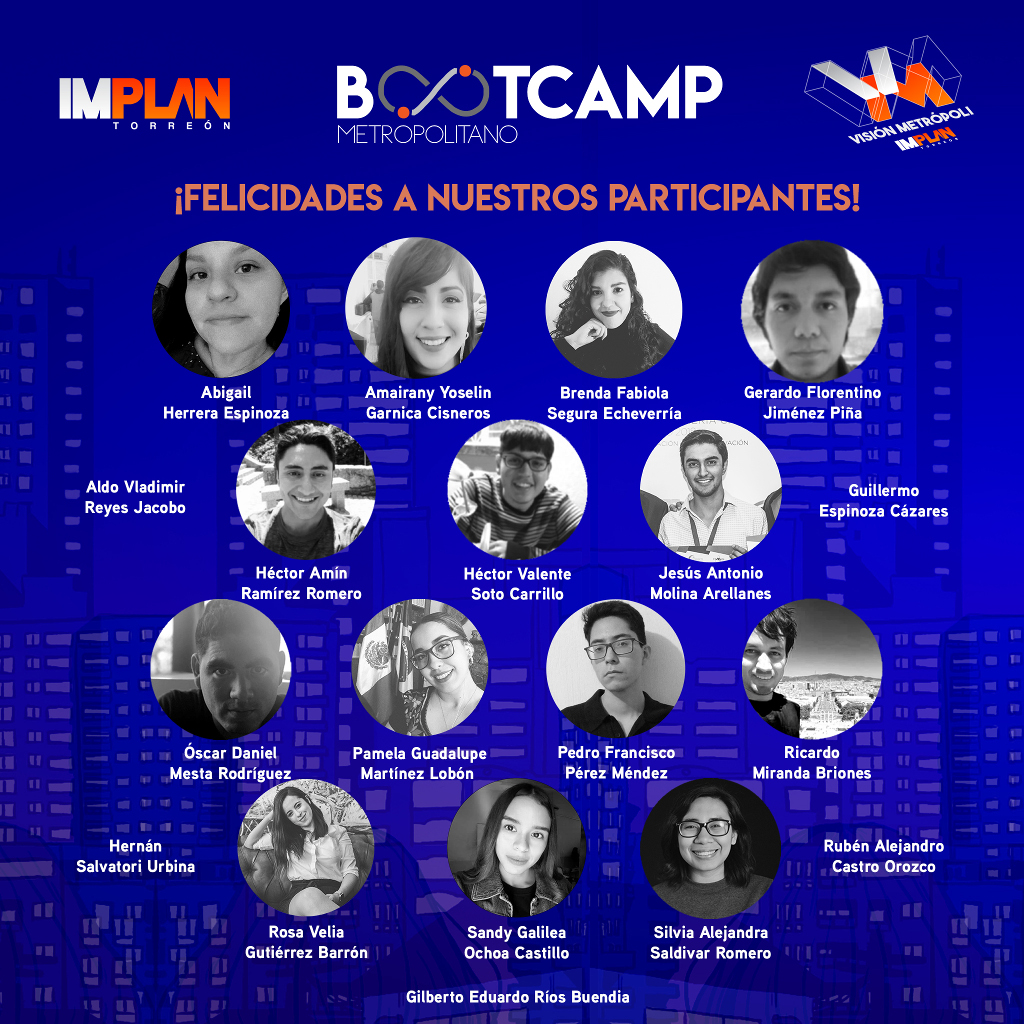 IMPLAN
TORREÓN
BOOTCAMP
METROPOLITANO
VM
VISIÓN METRÓPOLI
IMPLAN
TORREÓN
¡FELICIDADES A NUESTROS PARTICIPANTES!
Abigail
Herrera Espinoza
Amairany Yoselin
Garnica Cisneros
Brenda Fabiola
Segura Echeverría
Gerardo Florentino
Jiménez Piña
Aldo Vladimir
Reyes Jacobo
Héctor Amín
Ramírez Romero
Héctor Valente
Soto Carrillo
Jesús Antonio
Molina Arellanes
Guillermo
Espinoza Cázares
Óscar Daniel
Mesta Rodríguez
Pamela Guadalupe
Martínez Lobón
Pedro Francisco
Pérez Méndez
Ricardo
Miranda Briones
Hernán
Salvatori Urbina
Rosa Velia
Gutiérrez Barrón
Sandy Galilea
Ochoa Castillo
Silvia Alejandra
Saldivar Romero
Rubén Alejandro
Castro Orozco
Gilberto Eduardo Ríos Buendia